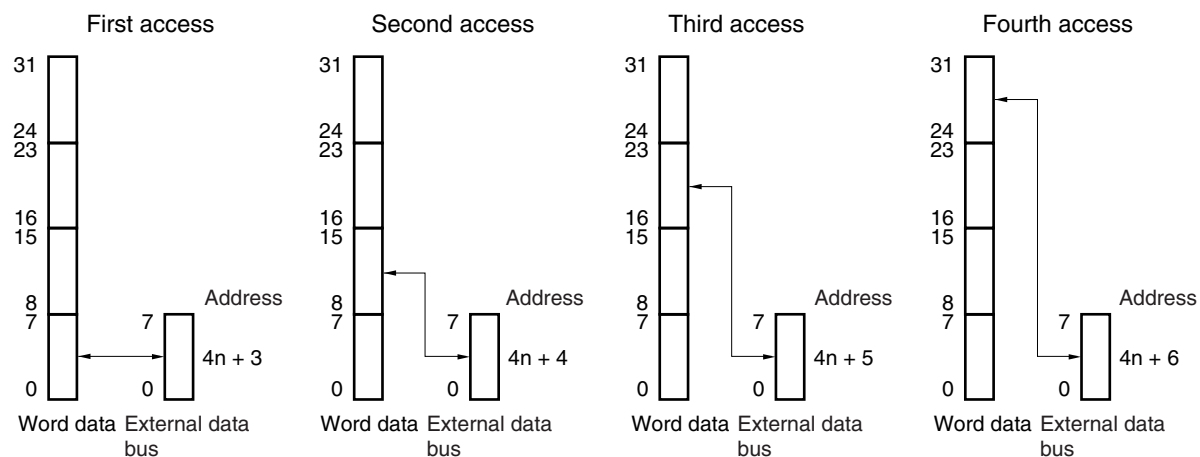 First access
31
24
23
16
15
8
7
0
Address
7
4n + 3
0
Word data
External data
bus
Second access
31
24
23
16
15
8
7
0
Address
7
4n + 4
0
Word data
External data
bus
Third access
31
24
23
16
15
8
7
0
Address
7
4n + 5
0
Word data
External data
bus
Fourth access
31
24
23
16
15
8
7
0
Address
7
4n + 6
0
Word data
External data
bus